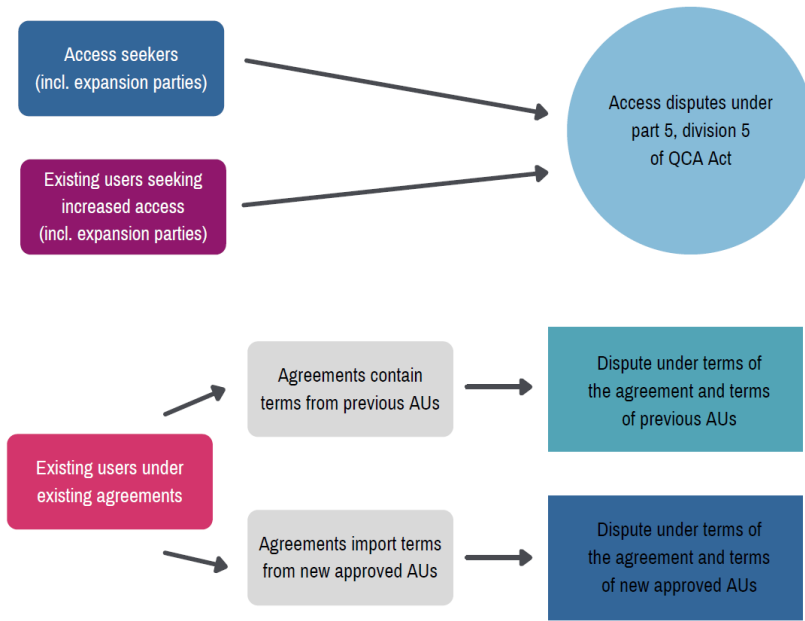 Access seekers
(incl. expansion parties)
Access disputes under
part 5, division 5
of QCA Act
Existing users seeking
increased access
(incl. expansion parties)
Agreements contain
terms from previous AUs
Dispute under terms of
the agreement and terms
of previous AUs
Existing users under
existing agreements
Agreements import terms
from new approved AUs
Dispute under terms of
the agreement and terms
of new approved AUs